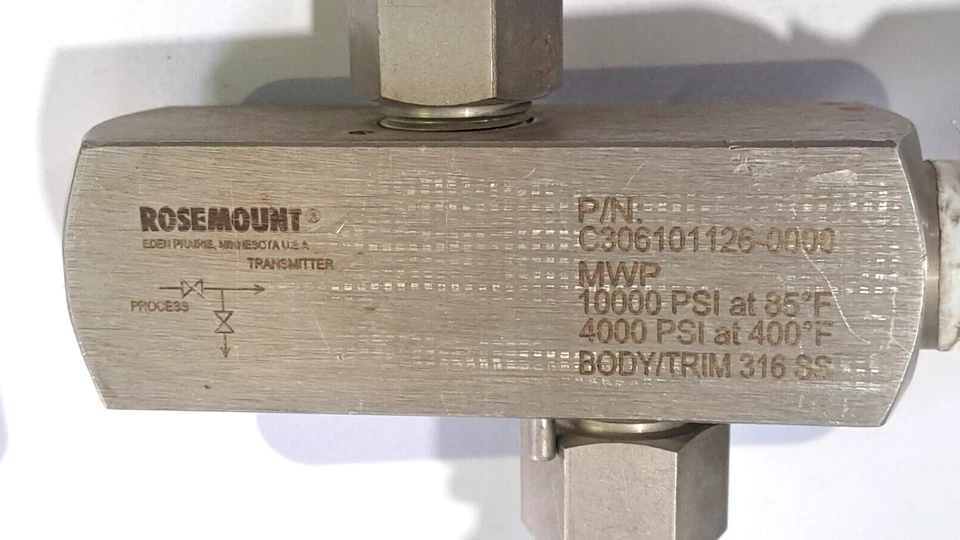 ROSEMOUNT®
EDEN PRAIRIE, MINNESOTA U.S.A
TRANSMITTER
PROCESS
P/N:
C306101126-0000
MWP
10000 PSI at 85°F
4000 PSI at 400°F
BODY/TRIM 316 SS